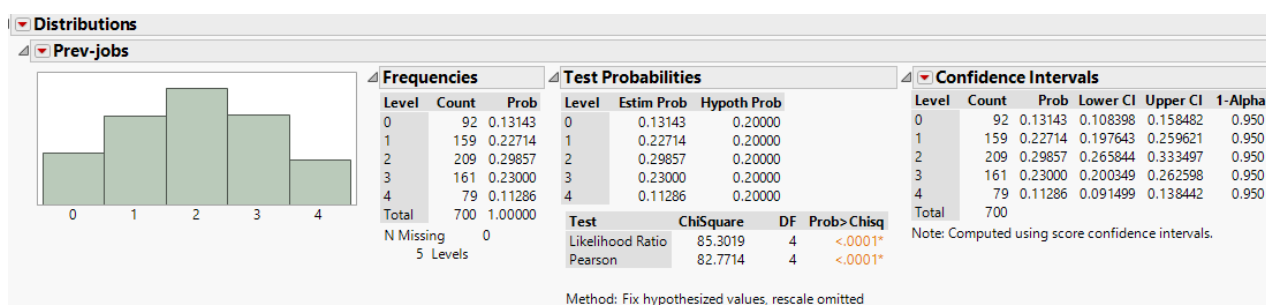 Distributions
Prev-jobs
0 1 2 3 4
Frequencies
Level Count Prob
0 92 0.13143
1 159 0.22714
2 209 0.29857
3 161 0.23000
4 79 0.11286
Total 700 1.00000
N Missing 0
5 Levels
Test Probabilities
Level Estim Prob Hypoth Prob
0 0.13143 0.20000
1 0.22714 0.20000
2 0.29857 0.20000
3 0.23000 0.20000
4 0.11286 0.20000
Test ChiSquare DF Prob>Chisq
Likelihood Ratio 85.3019 4 <.0001*
Pearson 82.7714 4 <.0001*
Method: Fix hypothesized values, rescale omitted
Confidence Intervals
Level Count Prob Lower CI Upper CI 1-Alpha
0 92 0.13143 0.108398 0.158482 0.950
1 159 0.22714 0.197643 0.259621 0.950
2 209 0.29857 0.265844 0.333497 0.950
3 161 0.23000 0.200349 0.262598 0.950
4 79 0.11286 0.091499 0.138442 0.950
Total 700
Note: Computed using score confidence intervals.